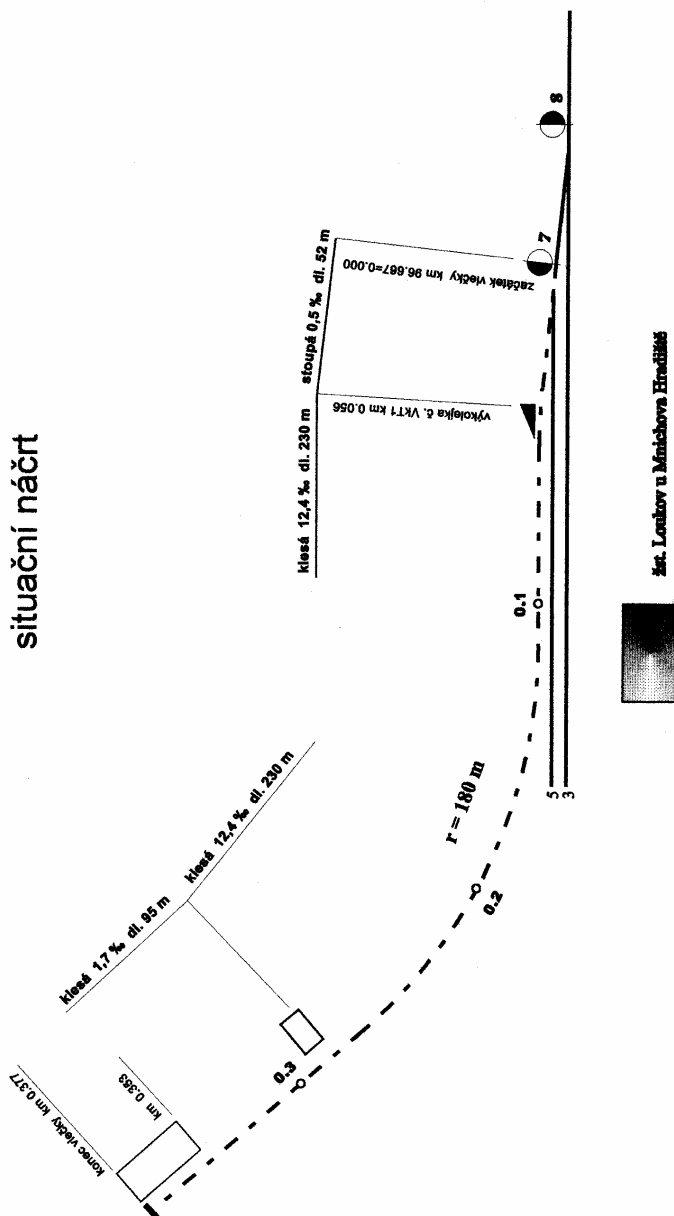 situační náčrt
8
7
začátek vlečky km 96.687=0.000
stoupá 0,5 ‰ dl. 52 m
výkolejka č. VkT1 km 0.056
klesá 12,4 ‰ dl. 230 m
0.1
5
3
žst. Loukov u Mnichova Hradiště
r = 180 m
0.2
klesá 12,4 ‰ dl. 230 m
klesá 1,7 ‰ dl. 95 m
0.3
km 0.353
konec vlečky km 0.377